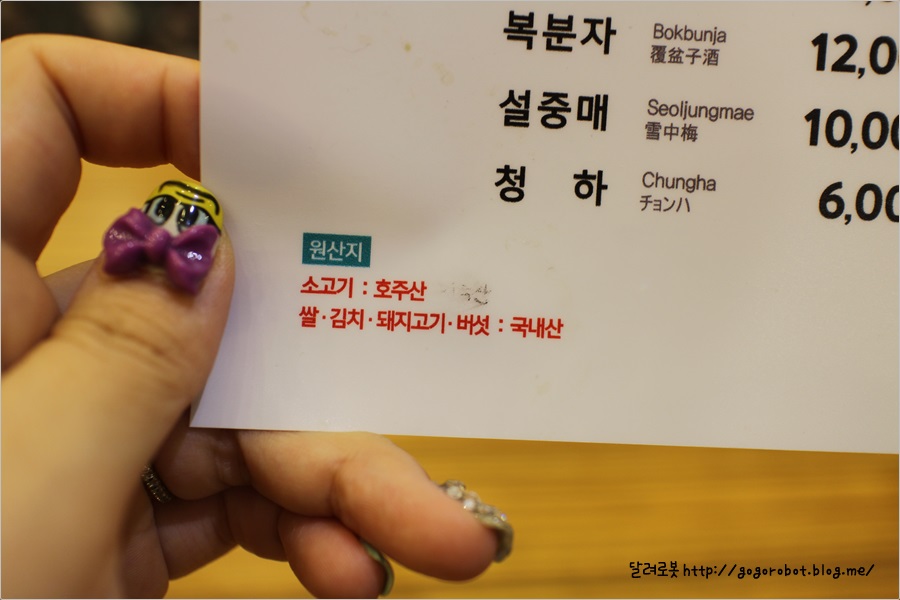 복분자 Bokbunja 12,0
覆盆子酒
설중매 Seoljungmae 10,00
雪中梅
청 하 Chungha 6,00
チョンハ
원산지
소고기 : 호주산
쌀·김치·돼지고기·버섯 : 국내산
달려로봇 http://gogorobot.blog.me/